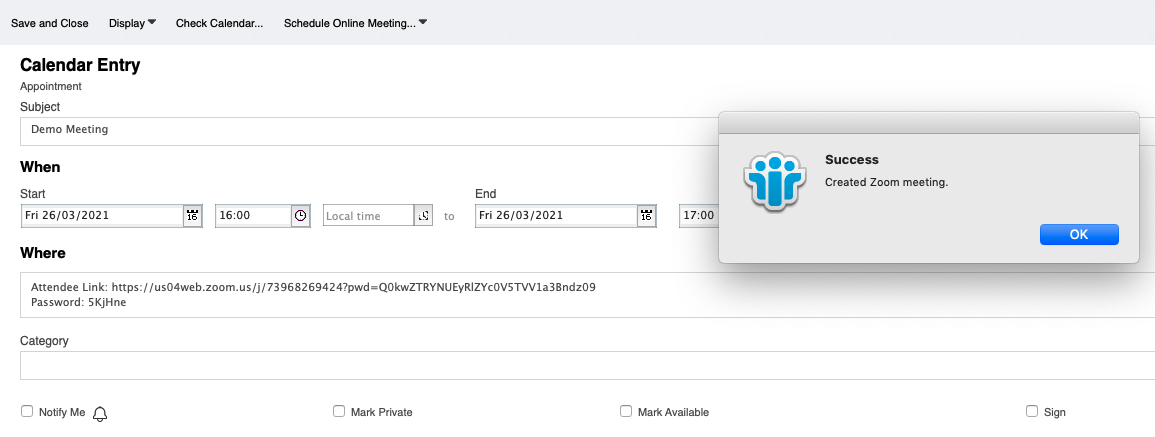 Save and Close Display Check Calendar... Schedule Online Meeting...
Calendar Entry
Appointment
Subject
Demo Meeting
When
Start End
Fri 26/03/2021 16 16:00 Local time to Fri 26/03/2021 16 17:00
Where
Attendee Link: https://us04web.zoom.us/j/73968269424?pwd=Q0kwZTRYNUEyRlZYc0V5TVV1a3Bndz09
Password: 5KjHne
Category
Notify Me Mark Private Mark Available Sign
Success
Created Zoom meeting.
OK